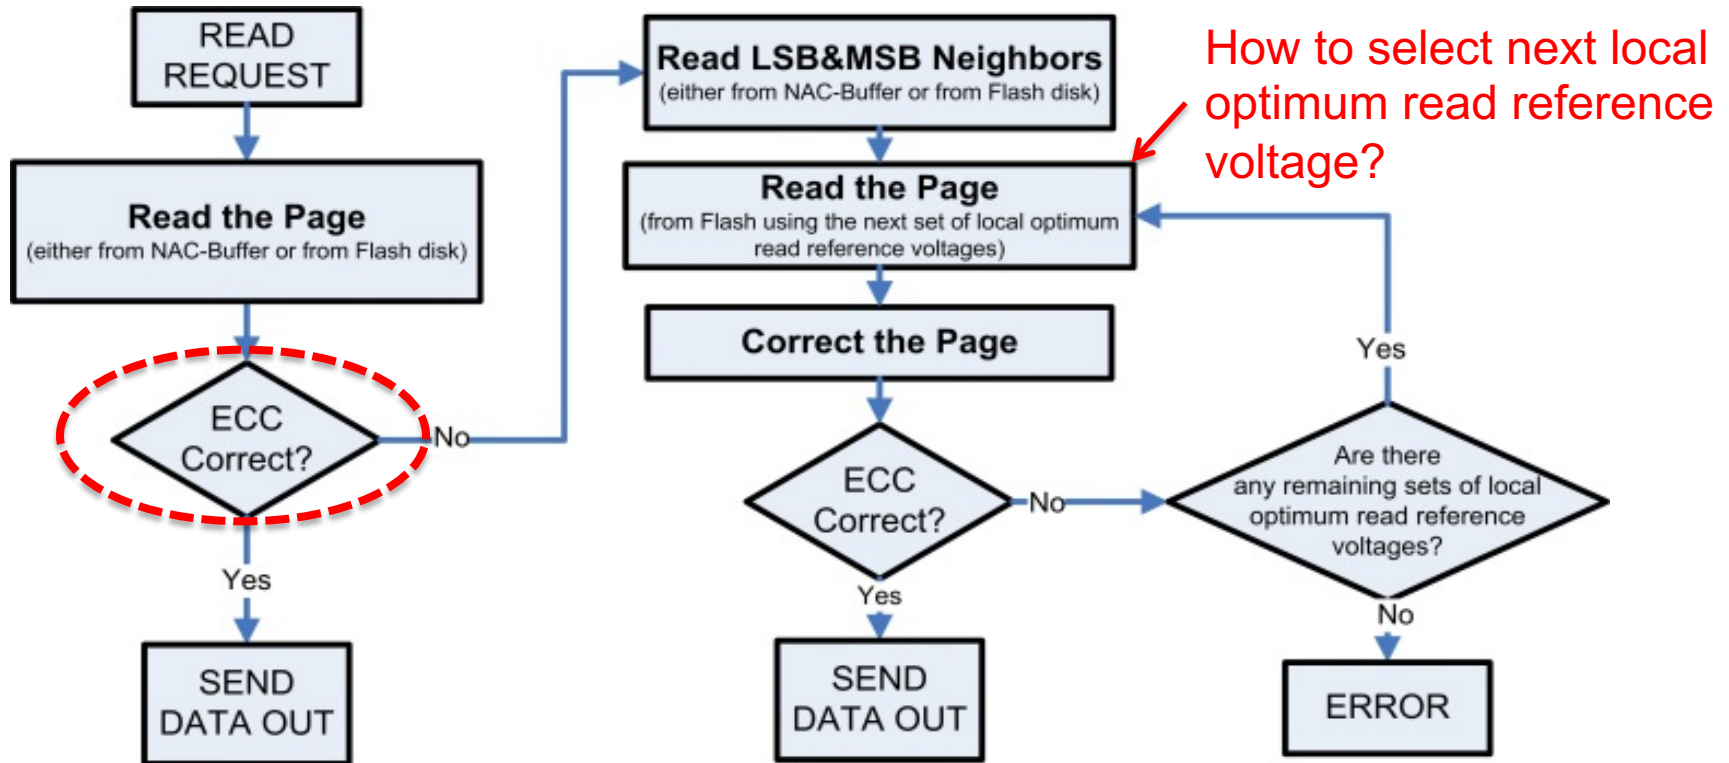 READ
REQUEST
Read the Page
(either from NAC-Buffer or from Flash disk)
ECC
Correct?
No
Yes
SEND
DATA OUT
Read LSB&MSB Neighbors
(either from NAC-Buffer or from Flash disk)
How to select next local
optimum read reference
voltage?
Read the Page
(from Flash using the next set of local optimum
read reference voltages)
Correct the Page
ECC
Correct?
No
Yes
SEND
DATA OUT
Yes
Are there
any remaining sets of local
optimum read reference
voltages?
No
ERROR